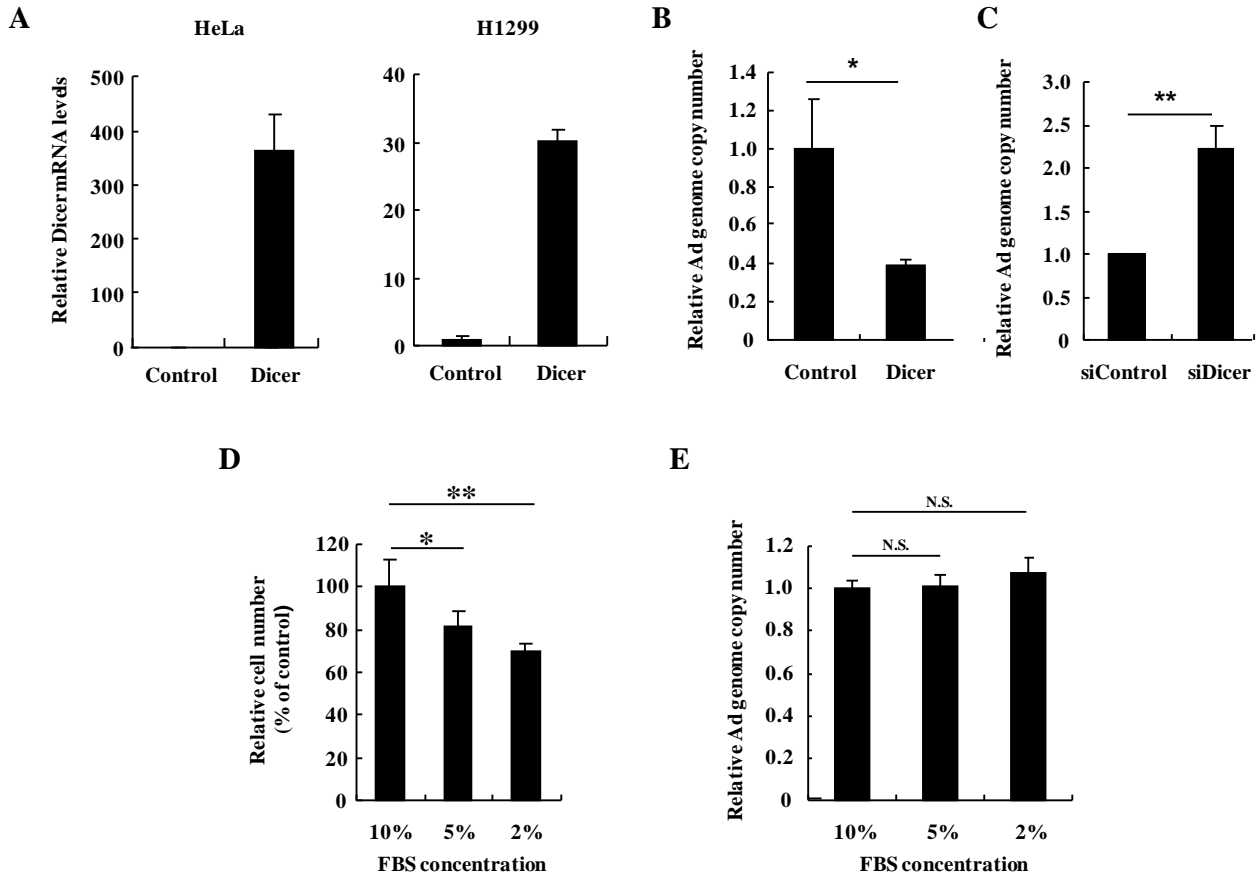 A
HeLa
H1299
Relative DicermRNA levels
500
400
300
200
100
0
Control Dicer
40
30
20
10
0
Control Dicer
B
Relative Ad genome copy number
1.4
1.2
1.0
0.8
0.6
0.4
0.2
0
*
Control Dicer
C
Relative Ad genome copy number
3.0
2.5
2.0
1.5
1.0
0.5
0
**
siControl siDicer
D
Relative cell number
(% of control)
120
100
80
60
40
20
0
**
*
10% 5% 2%
FBS concentration
E
Relative Ad genome copy number
1.2
1.0
0.8
0.6
0.4
0.2
0
N.S.
N.S.
10% 5% 2%
FBS concentration